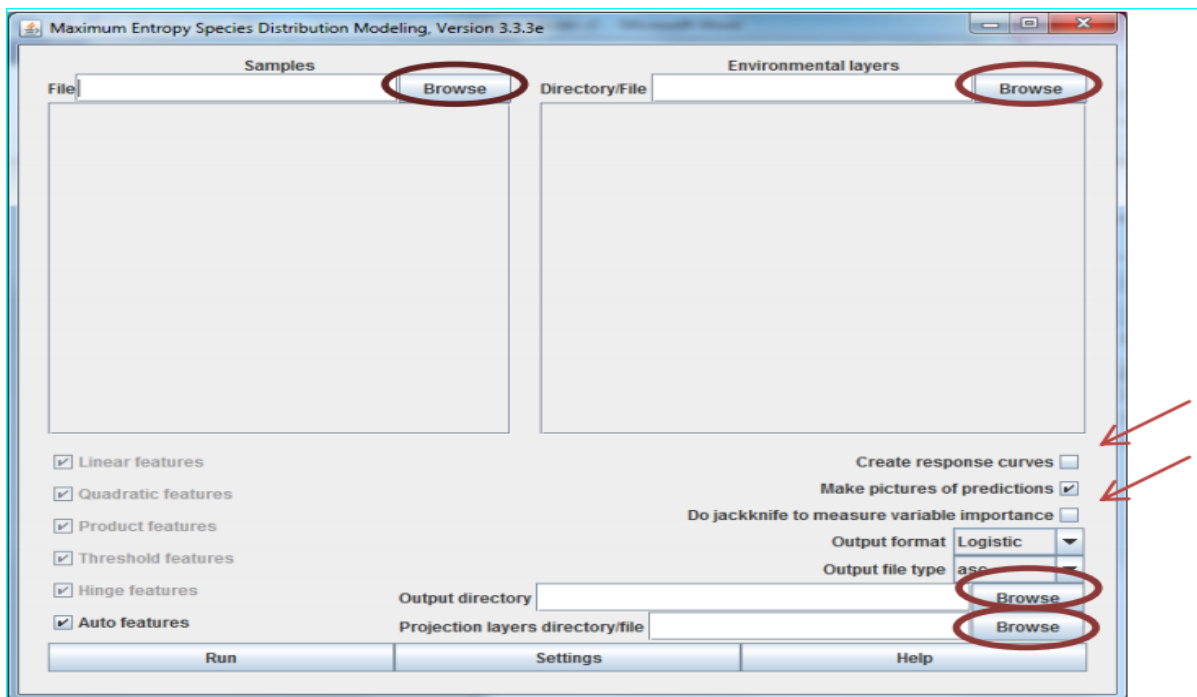 Maximum Entropy Species Distribution Modeling, Version 3.3.3e
Samples
File Browse
Environmental layers
Directory/File Browse
Linear features
Quadratic features
Product features
Threshold features
Hinge features
Auto features
Create response curves
Make pictures of predictions
Do jackknife to measure variable importance
Output format Logistic
Output file type asc
Output directory Browse
Projection layers directory/file Browse
Run Settings Help